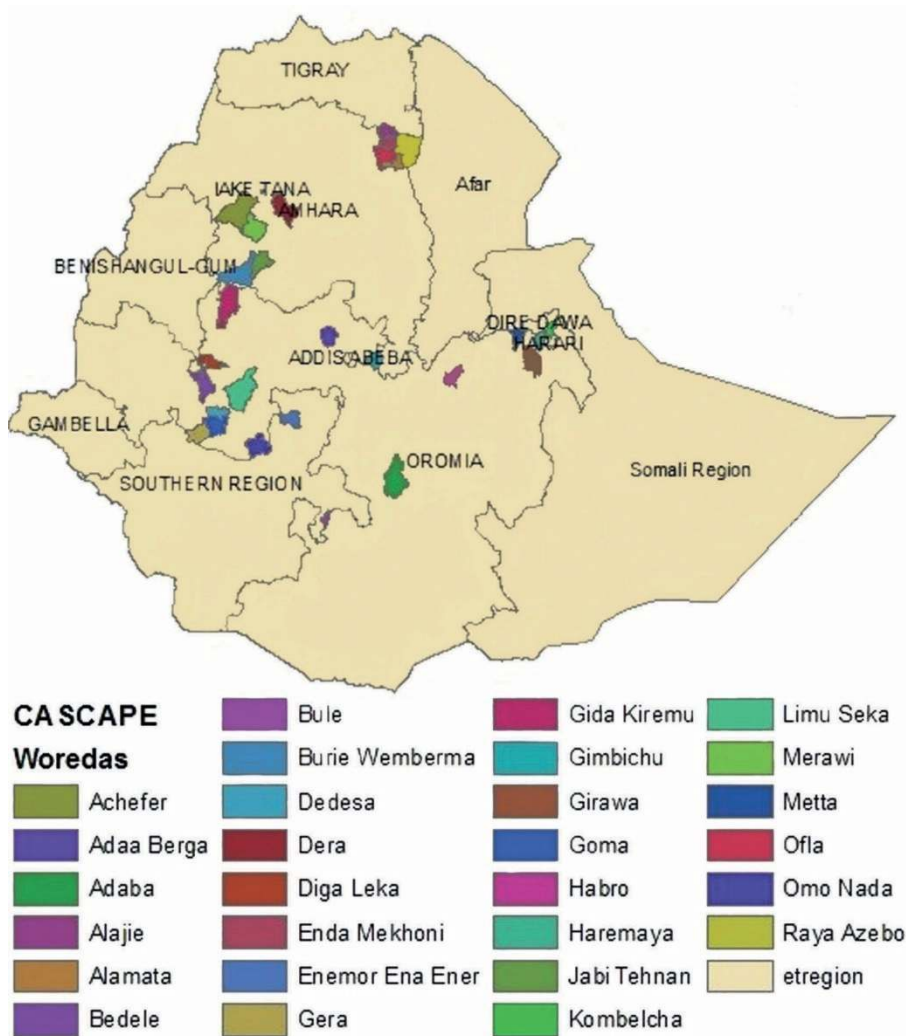 TIGRAY
Afar
lAKE TANA
AMHARA
BENISHANGUL-GUM
DIRE DAWA
HARARI
ADDIS ABEBA
GAMBELLA
OROMIA
SOUTHERN REGION
Somali Region
CASCAPE
Woredas
Achefer
Adaa Berga
Adaba
Alajie
Alamata
Bedele
Bule
Burie Wemberma
Dedesa
Dera
Diga Leka
Enda Mekhoni
Enemor Ena Ener
Gera
Gida Kiremu
Gimbichu
Girawa
Goma
Habro
Haremaya
Jabi Tehnan
Kombelcha
Limu Seka
Merawi
Metta
Ofla
Omo Nada
Raya Azebo
etregion